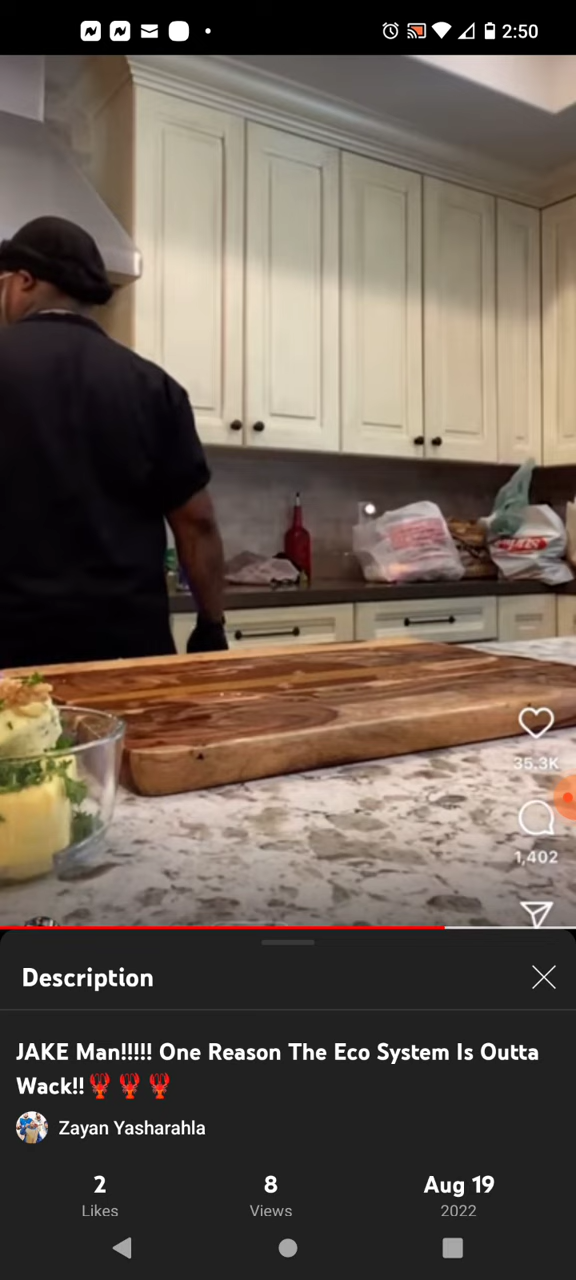 2:50
35.3K
1,402
Description
JAKE Man!!!!! One Reason The Eco System Is Outta
Wack!!🦞🦞🦞
Zayan Yasharahla
2 8 Aug 19
Likes Views 2022